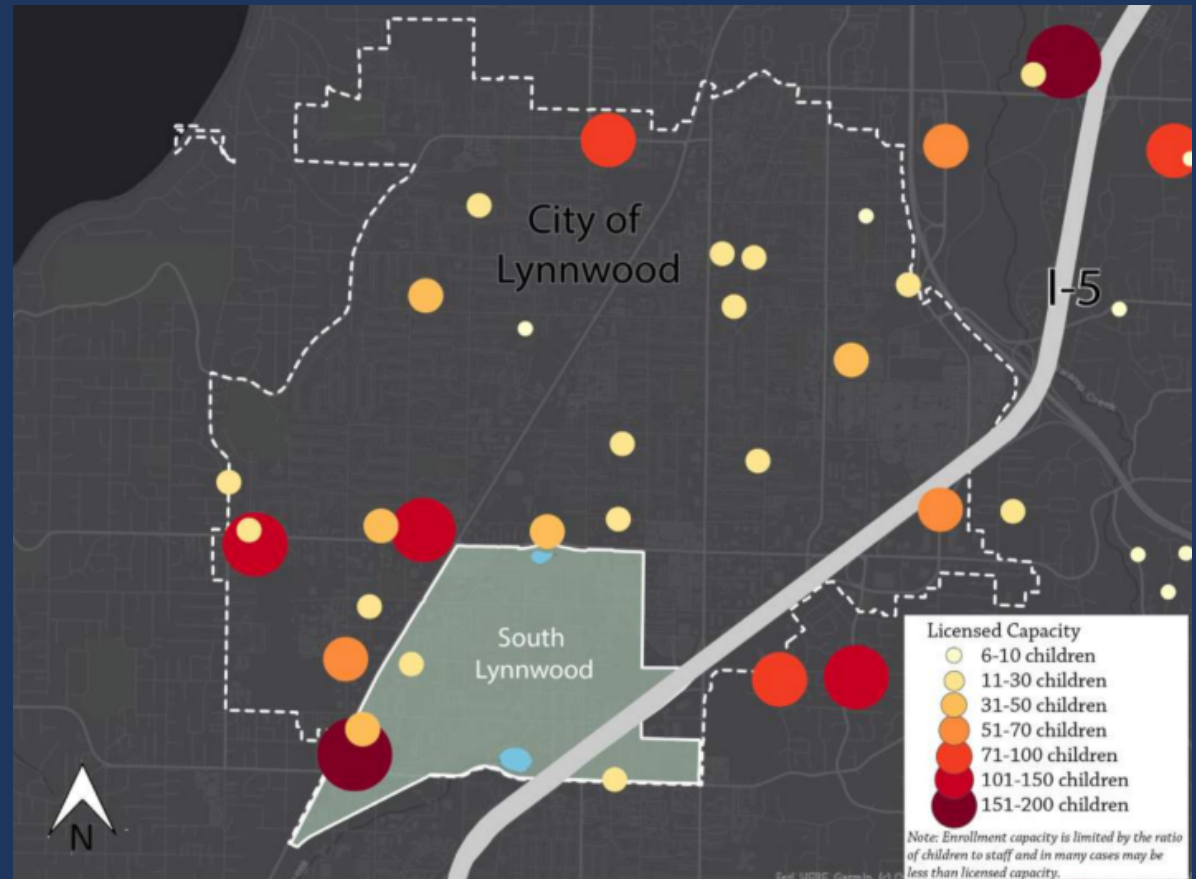 City of
Lynnwood
I-5
South
Lynnwood
N
Licensed Capacity
6-10 children
11-30 children
31-50 children
51-70 children
71-100 children
101-150 children
151-200 children
Note: Enrollment capacity is limited by the ratio
of children to staff and in many cases may be
less than licensed capacity.